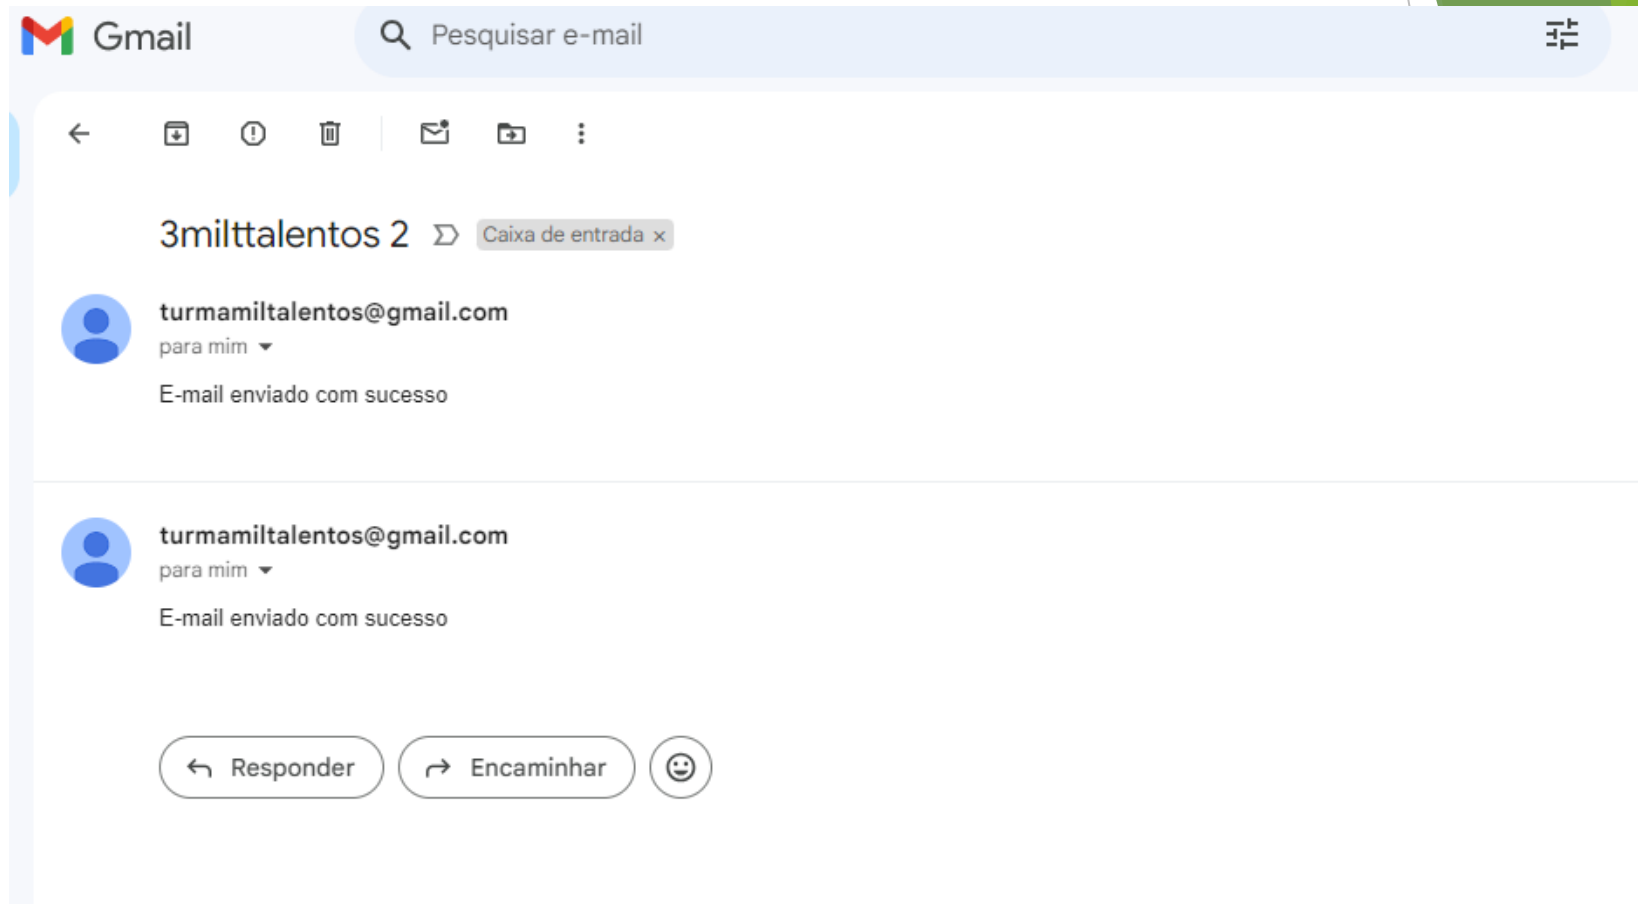 Gmail
Pesquisar e-mail
3milttalentos 2 Caixa de entrada x
turmamiltalentos@gmail.com
para mim
E-mail enviado com sucesso
turmamiltalentos@gmail.com
para mim
E-mail enviado com sucesso
Responder Encaminhar